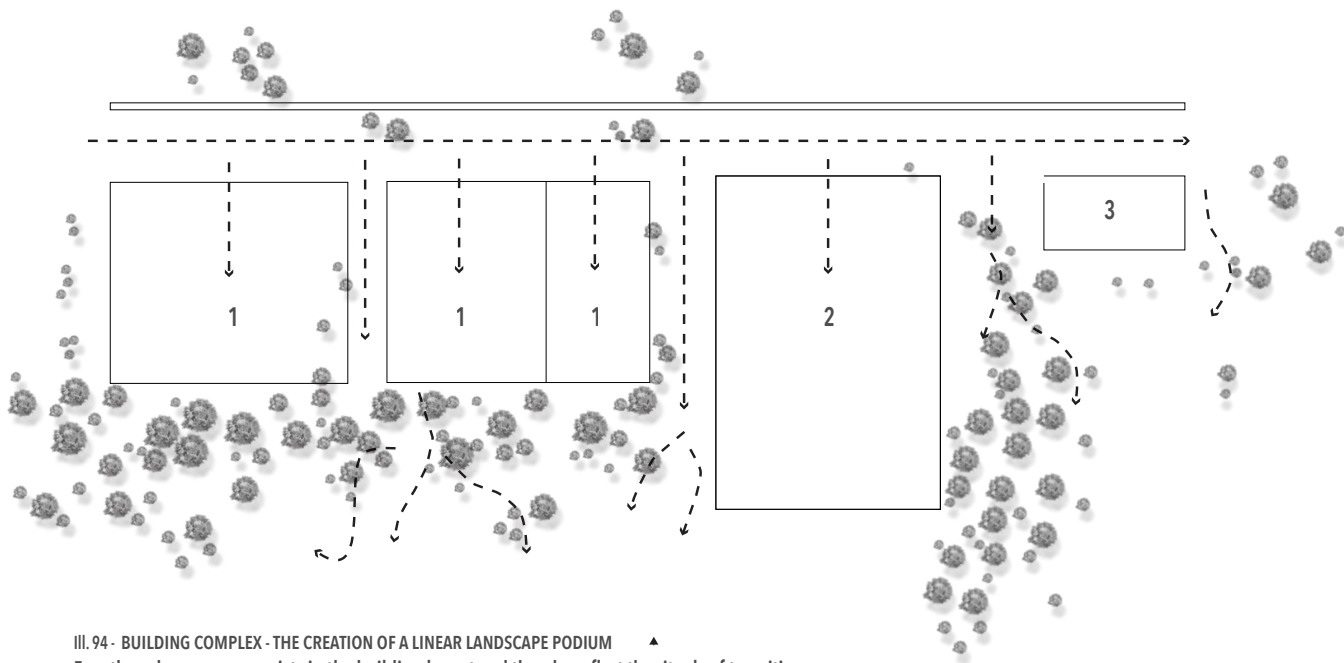 3
1 1 1 2
Ill. 94 - BUILDING COMPLEX - THE CREATION OF A LINEAR LANDSCAPE PODIUM